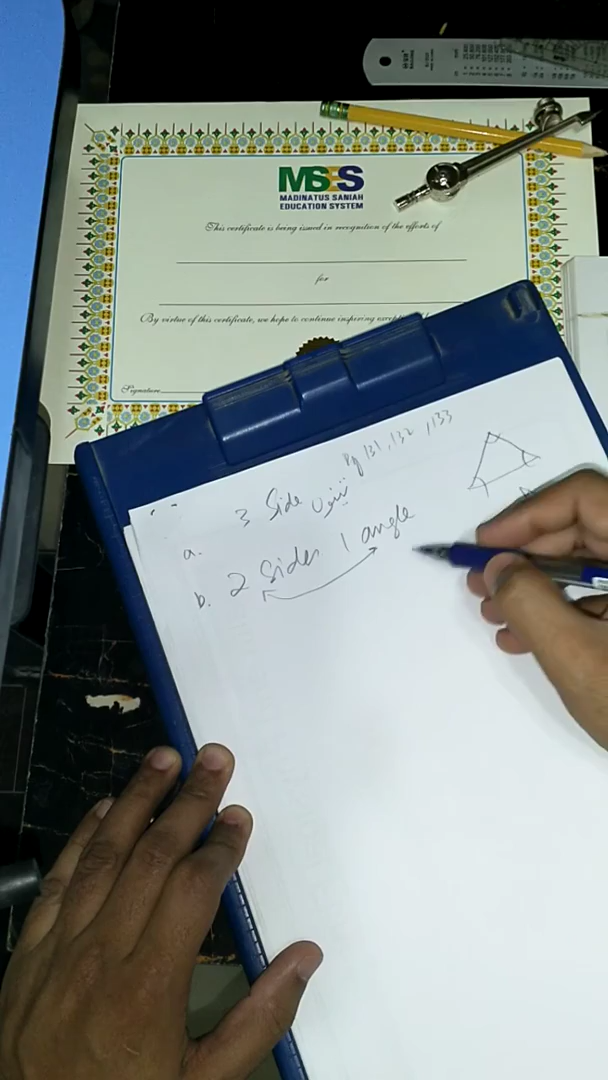 MSES
MADINATUS SANIAH
EDUCATION SYSTEM
This certificate is being issued in recognition of the efforts of
for
By virtue of this certificate, we hope to continue inspiring
Signature
Pg 131, 132, 133
a. 3 Side
b. 2 Sides 1 angle